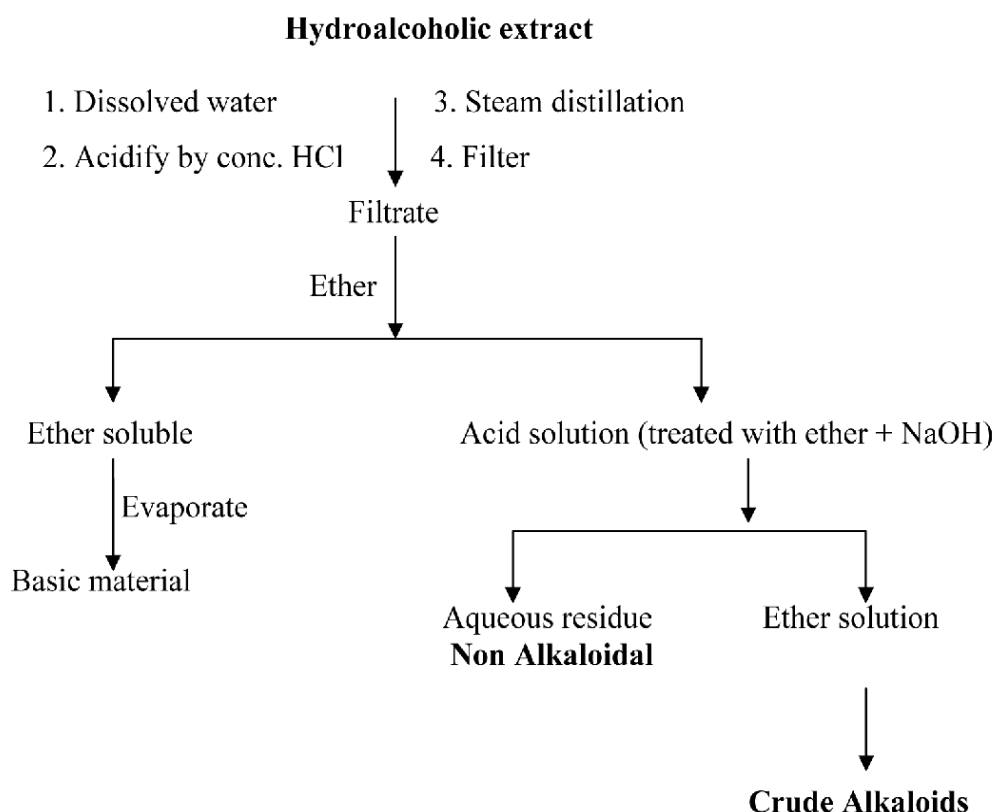 Hydroalcoholic extract
1. Dissolved water
3. Steam distillation
2. Acidify by conc. HCl
4. Filter
Filtrate
Ether
Ether soluble
Acid solution (treated with ether + NaOH)
Evaporate
Basic material
Aqueous residue
Non Alkaloidal
Ether solution
Crude Alkaloids